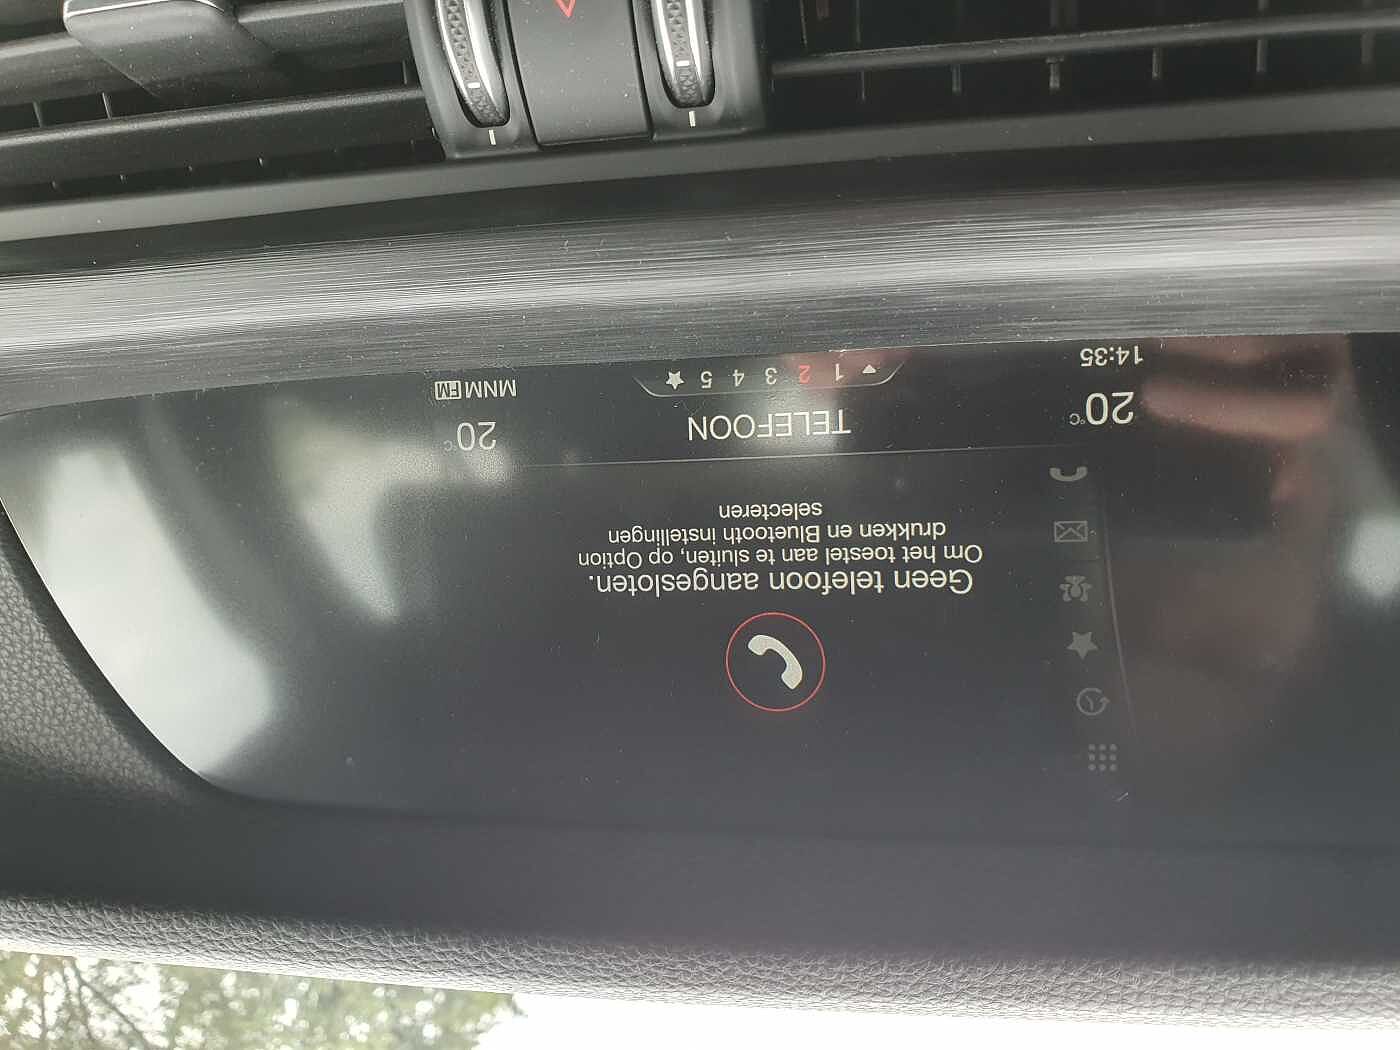 Geen telefoon aangesloten.
Om het toestel aan te sluiten, op Option
drukken en Bluetooth instellingen
selecteren
20°C
TELEFOON
20°C
14:35
1 2 3 4 5
MNM FM